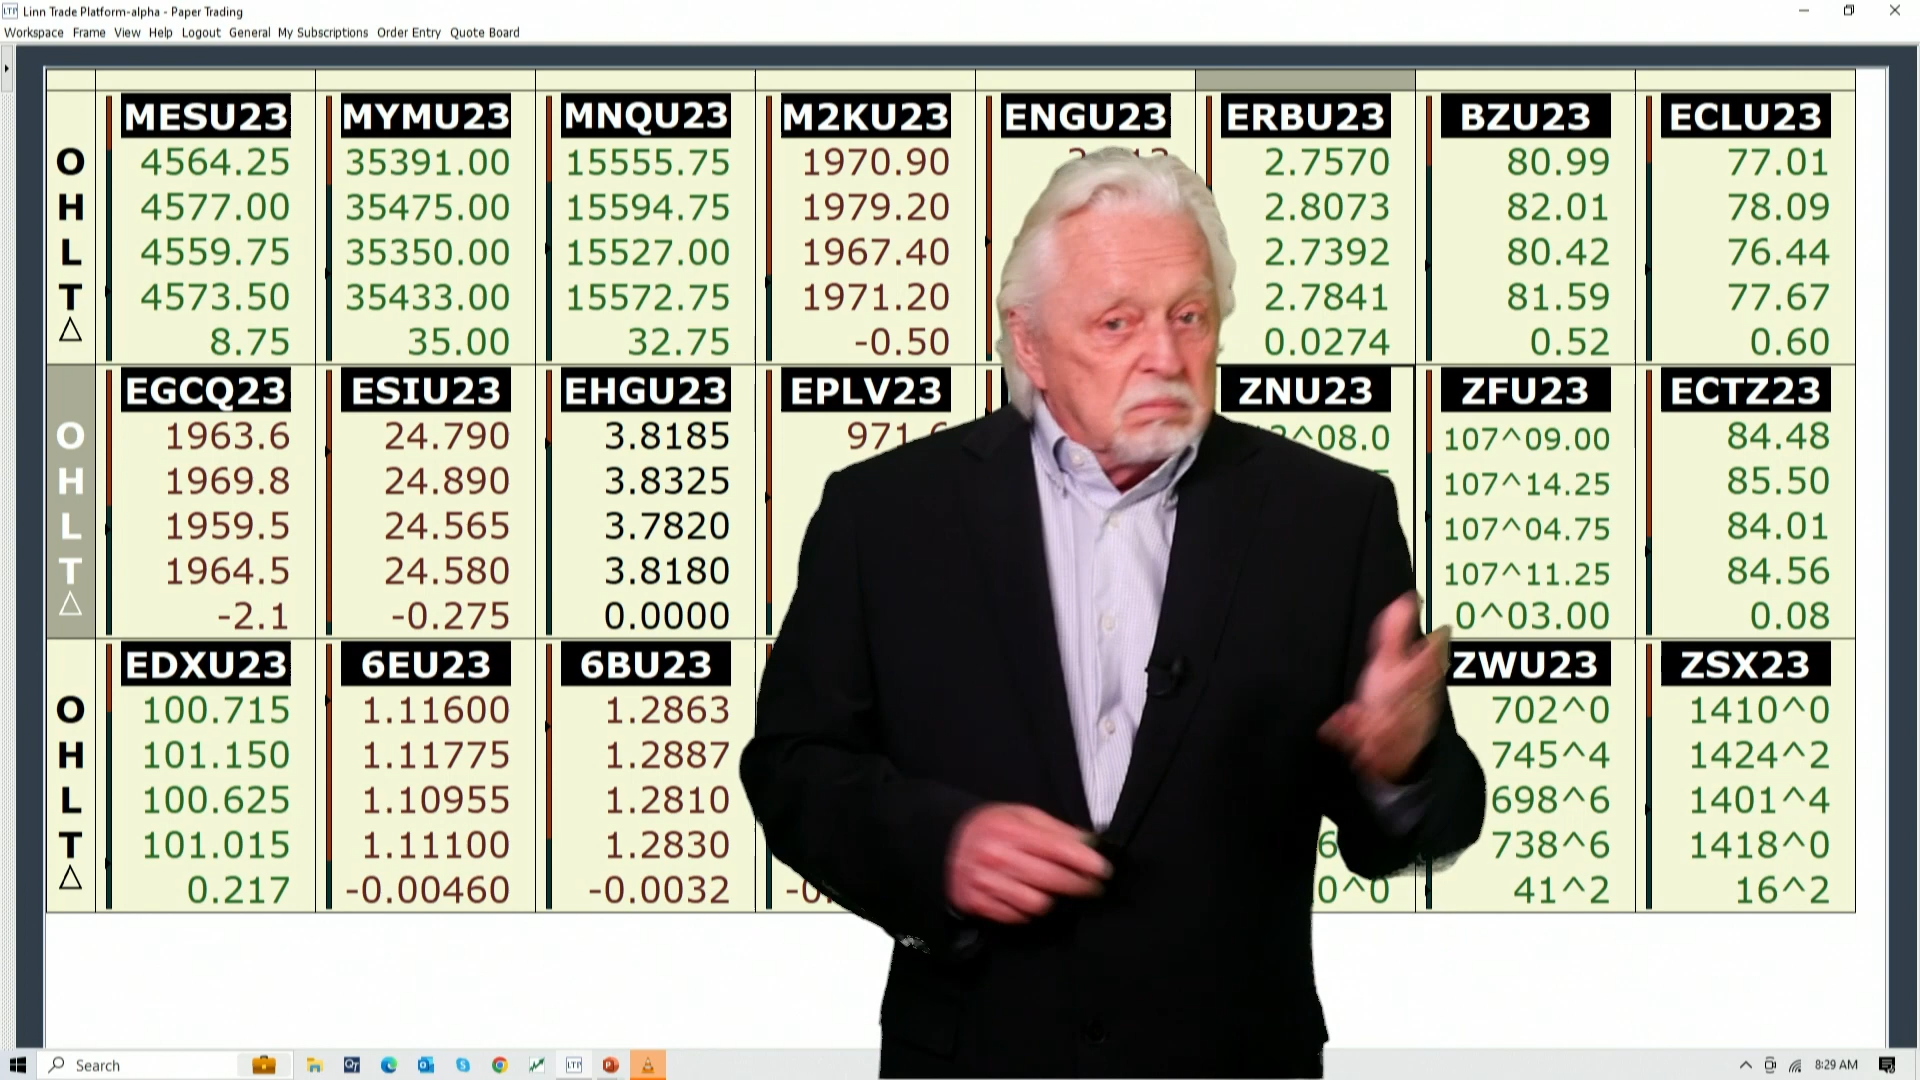 LTP Linn Trade Platform-alpha - Paper Trading
Workspace Frame View Help Logout General My Subscriptions Order Entry Quote Board
MESU23 MYMU23 MNQU23 M2KU23 ENGU23 ERBU23 BZU23 ECLU23
O 4564.25 35391.00 15555.75 1970.90 2.7570 80.99 77.01
H 4577.00 35475.00 15594.75 1979.20 2.8073 82.01 78.09
L 4559.75 35350.00 15527.00 1967.40 2.7392 80.42 76.44
T 4573.50 35433.00 15572.75 1971.20 2.7841 81.59 77.67
△ 8.75 35.00 32.75 -0.50 0.0274 0.52 0.60
EGCQ23 ESIU23 EHGU23 EPLV23 ZNU23 ZFU23 ECTZ23
O 1963.6 24.790 3.8185 ^08.0 107^09.00 84.48
H 1969.8 24.890 3.8325 107^14.25 85.50
L 1959.5 24.565 3.7820 107^04.75 84.01
T 1964.5 24.580 3.8180 107^11.25 84.56
△ -2.1 -0.275 0.0000 0^03.00 0.08
EDXU23 6EU23 6BU23 ZWU23 ZSX23
O 100.715 1.11600 1.2863 702^0 1410^0
H 101.150 1.11775 1.2887 745^4 1424^2
L 100.625 1.10955 1.2810 698^6 1401^4
T 101.015 1.11100 1.2830 738^6 1418^0
△ 0.217 -0.00460 -0.0032 0^0 41^2 16^2
Search LTP 8:29 AM